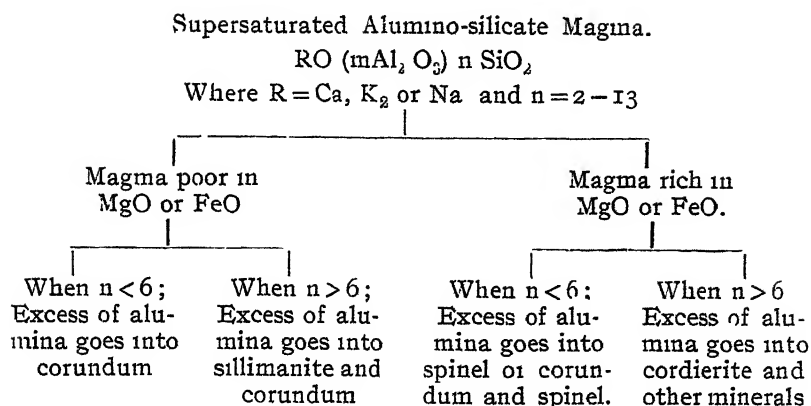 Supersaturated Alumino-silicate Magma.
RO (mAl₂ O₃) n SiO₂
Where R=Ca, K₂ or Na and n=2–13
Magma poor in
MgO or FeO
Magma rich in
MgO or FeO.
When n<6;
Excess of alu-
mina goes into
corundum
When n>6;
Excess of alu-
mina goes into
sillimanite and
corundum
When n<6:
Excess of alu-
mina goes into
spinel or corun-
dum and spinel.
When n>6
Excess of alu-
mina goes into
cordierite and
other minerals